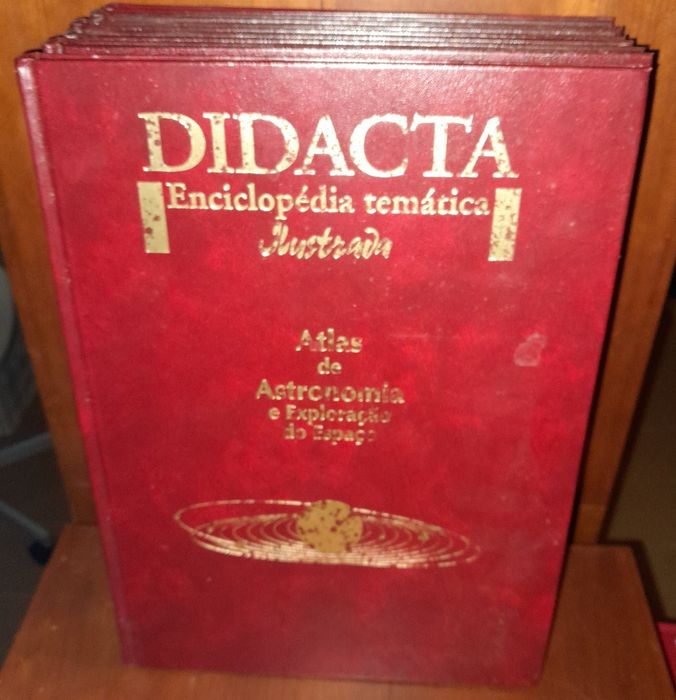 DIDACTA
Enciclopédia temática
Ilustrada
Atlas
de
Astronomia
e Exploração
do Espaço